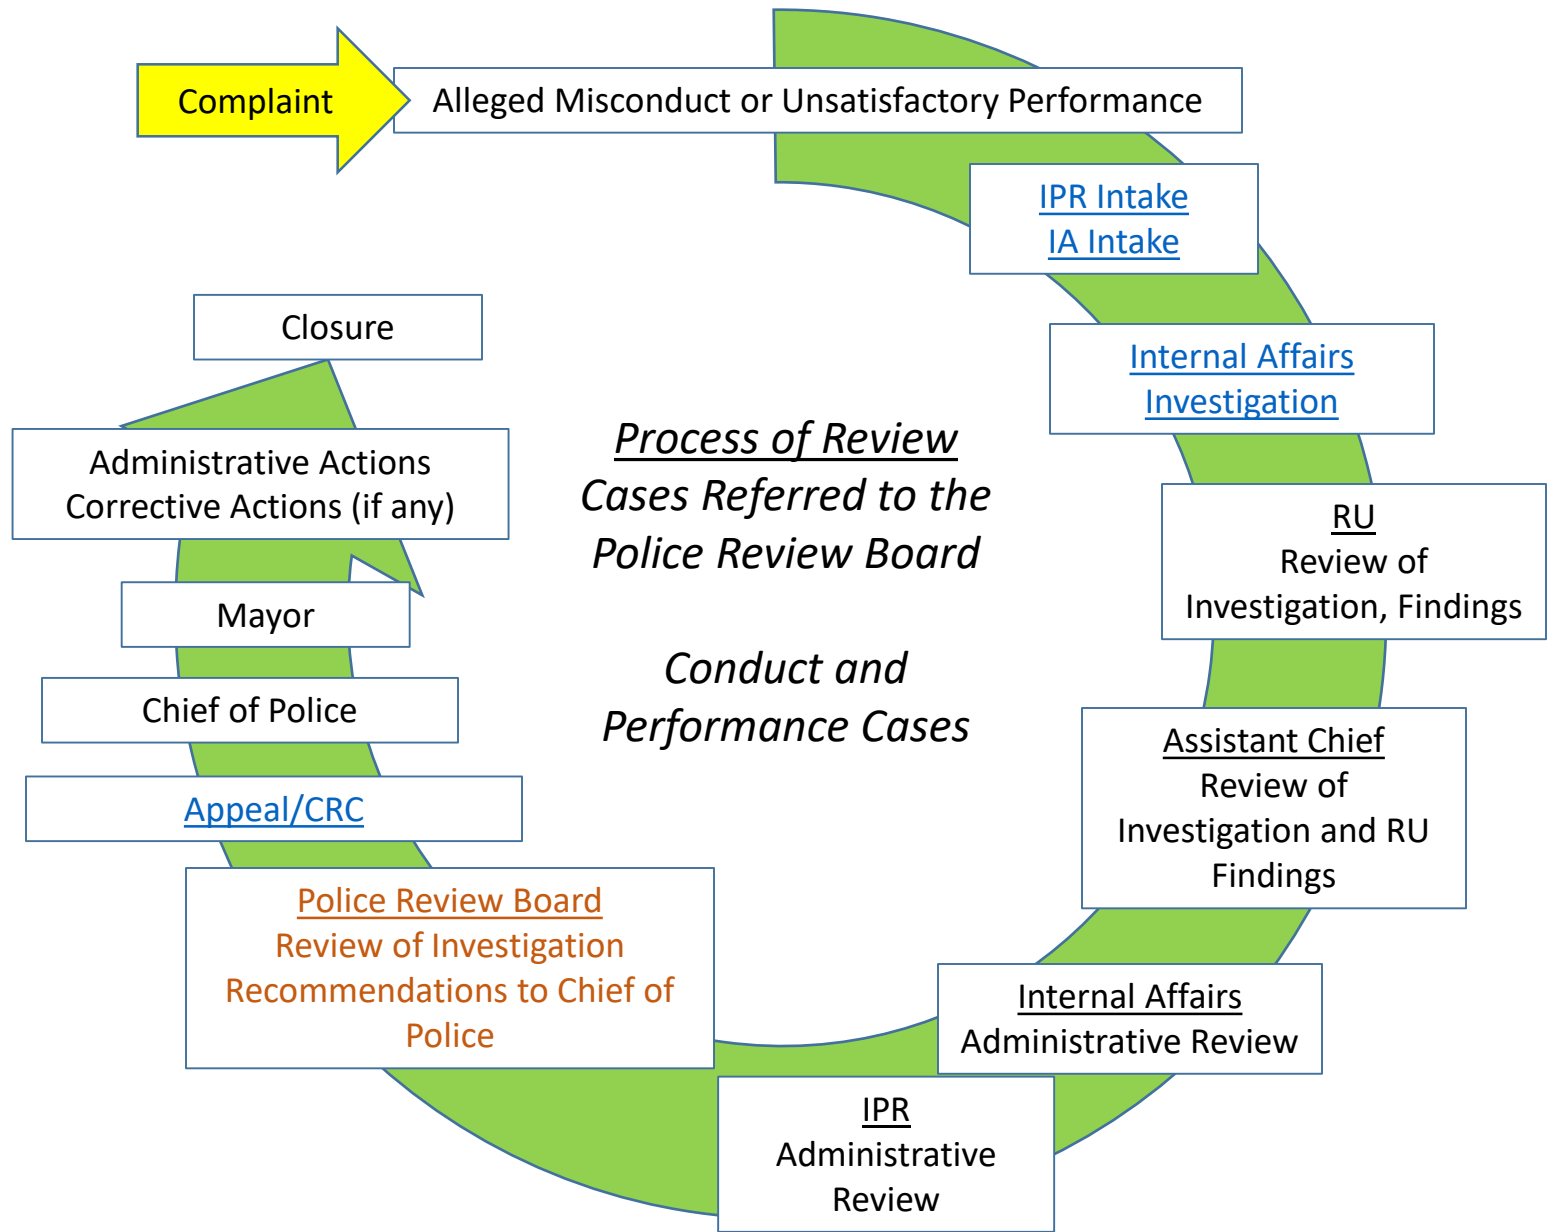 Complaint
Alleged Misconduct or Unsatisfactory Performance
IPR Intake
IA Intake
Internal Affairs
Investigation
RU
Review of
Investigation, Findings
Assistant Chief
Review of
Investigation and RU
Findings
Internal Affairs
Administrative Review
IPR
Administrative
Review
Police Review Board
Review of Investigation
Recommendations to Chief of
Police
Appeal/CRC
Chief of Police
Mayor
Administrative Actions
Corrective Actions (if any)
Closure
Process of Review
Cases Referred to the
Police Review Board
Conduct and
Performance Cases